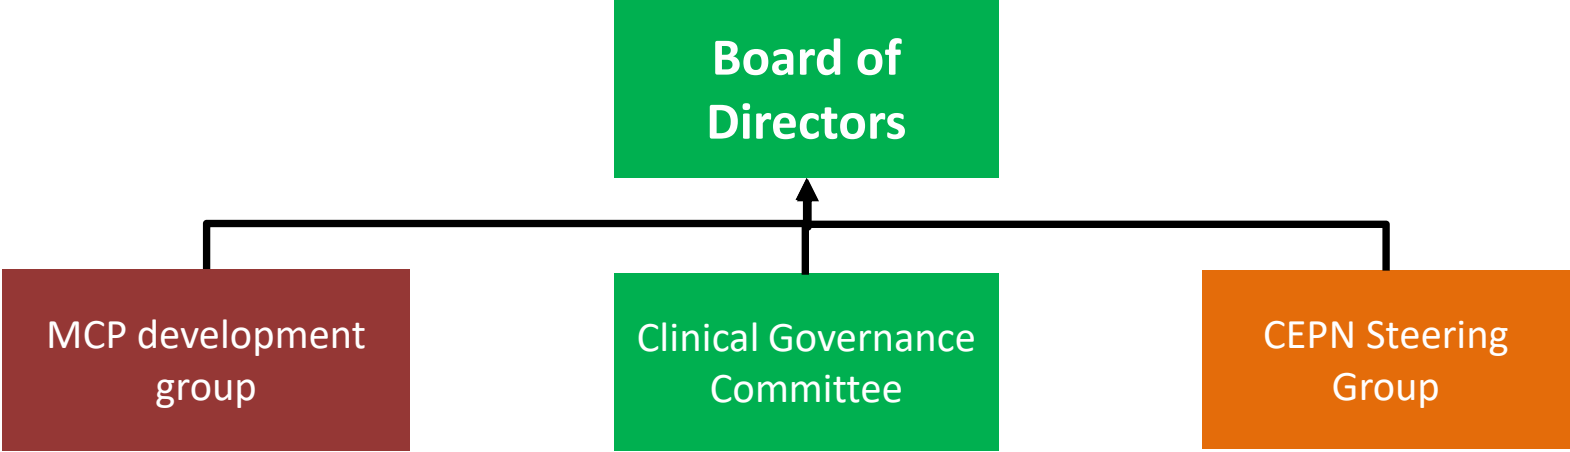 Board of
Directors
MCP development
group
Clinical Governance
Committee
CEPN Steering
Group